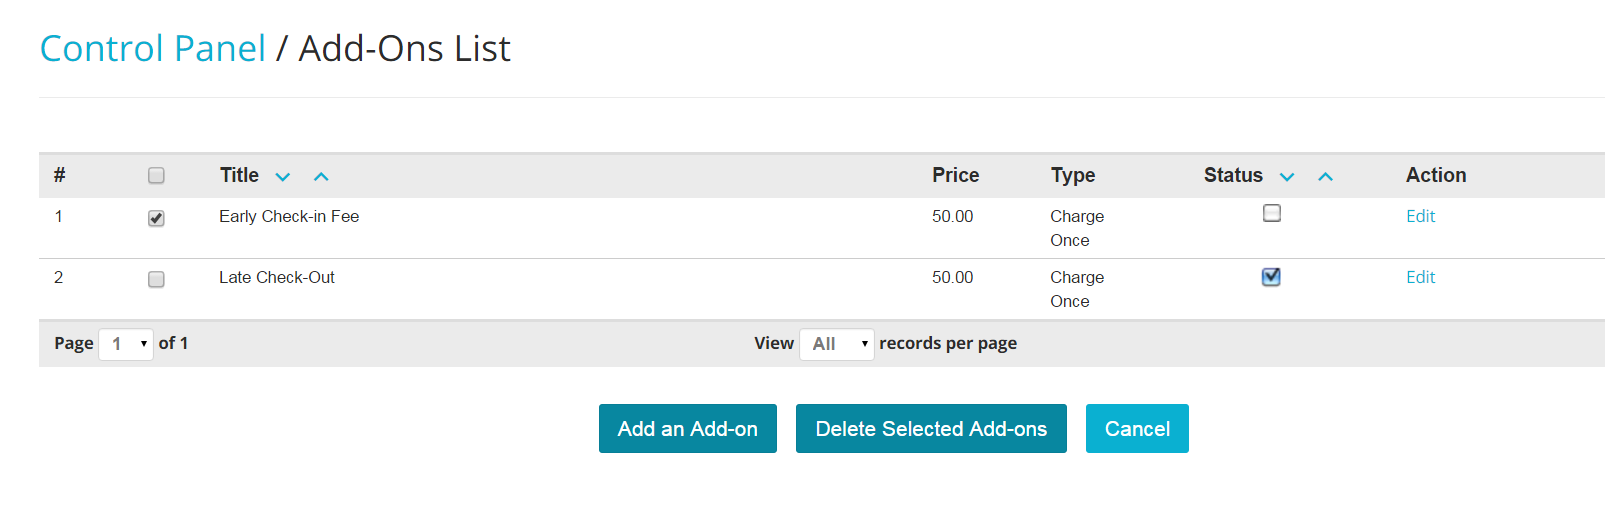 Control Panel / Add-Ons List
# Title Price Type Status Action
1 Early Check-in Fee 50.00 Charge Once Edit
2 Late Check-Out 50.00 Charge Once Edit
Page 1 of 1 View All records per page
Add an Add-on Delete Selected Add-ons Cancel